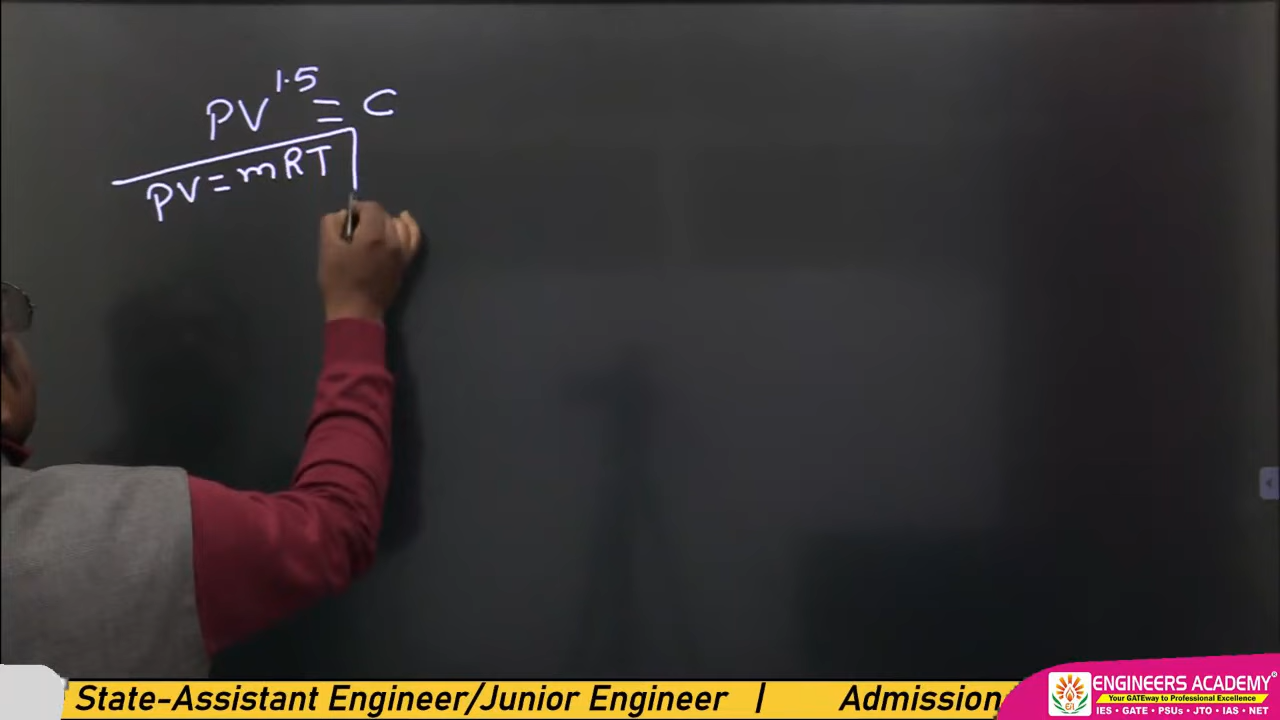 PV^1.5 = C
PV = mRT
State-Assistant Engineer/Junior Engineer | Admission
ENGINEERS ACADEMY®
Your GATEway to Professional Excellence
IES • GATE • PSUs • JTO • IAS • NET